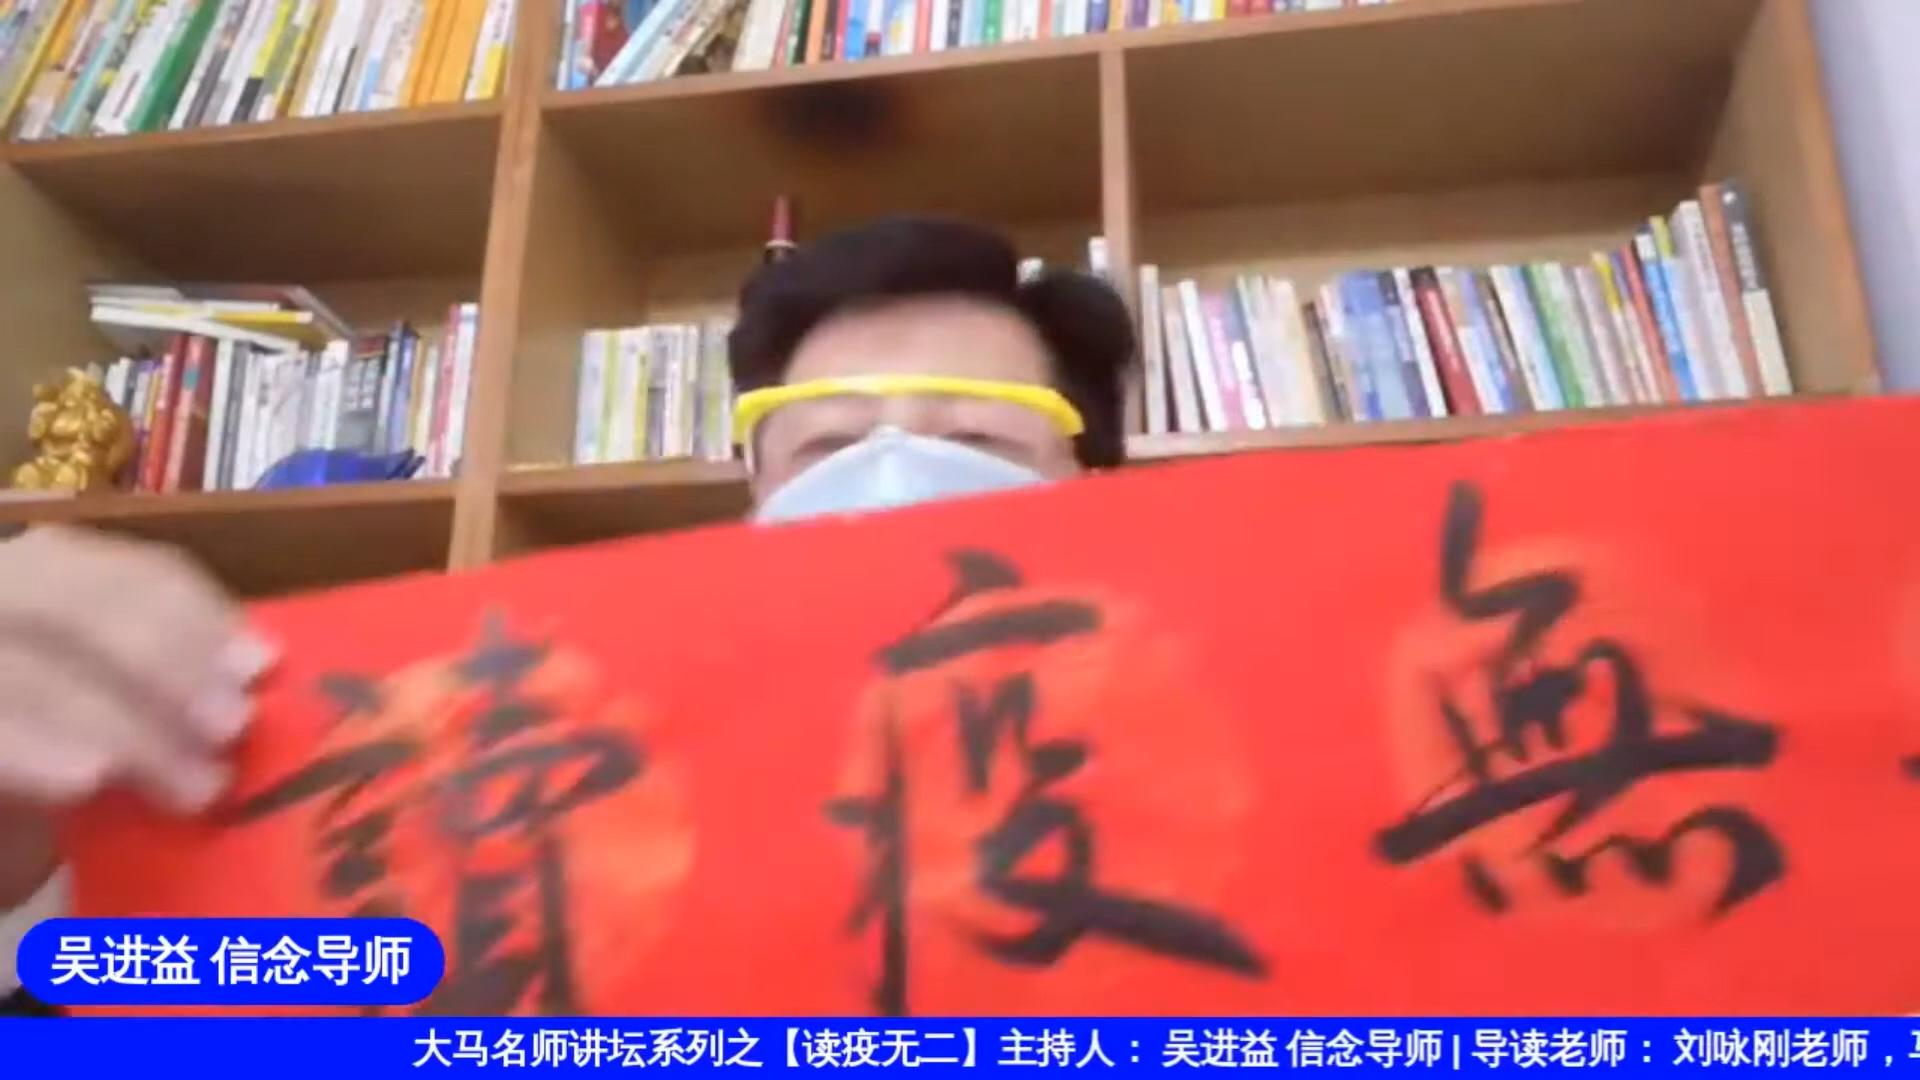 讀疫無
吴进益 信念导师
大马名师讲坛系列之【读疫无二】主持人： 吴进益 信念导师 | 导读老师： 刘咏刚老师，